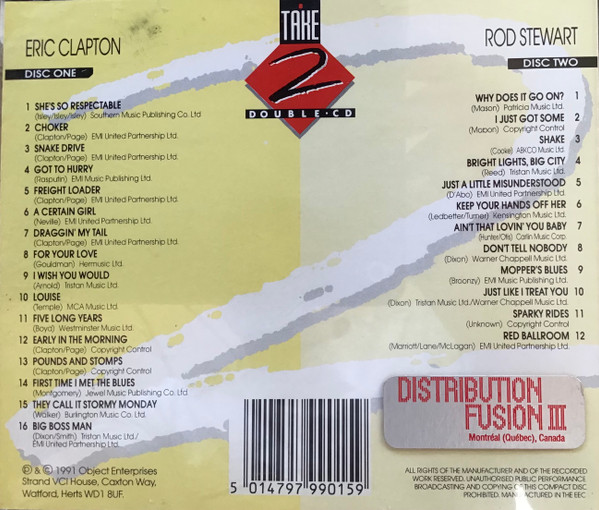 ERIC CLAPTON
DISC ONE
1 SHE'S SO RESPECTABLE
(Isley/Isley/Isley) Southern Music Publishing Co. Ltd
2 CHOKER
(Clapton/Page) EMI United Partnership Ltd.
3 SNAKE DRIVE
(Clapton/Page) EMI United Partnership Ltd.
4 GOT TO HURRY
(Rasputin) EMI Music Publishing Ltd.
5 FREIGHT LOADER
(Clapton/Page) EMI United Partnership Ltd.
6 A CERTAIN GIRL
(Neville) EMI United Partnership Ltd.
7 DRAGGIN' MY TAIL
(Clapton/Page) EMI United Partnership Ltd.
8 FOR YOUR LOVE
(Gouldman) Hermusic Ltd.
9 I WISH YOU WOULD
(Arnold) Tristan Music Ltd.
10 LOUISE
(Temple) MCA Music Ltd.
11 FIVE LONG YEARS
(Boyd) Westminster Music Ltd.
12 EARLY IN THE MORNING
(Clapton/Page) Copyright Control
13 POUNDS AND STOMPS
(Clapton/Page) Copyright Control
14 FIRST TIME I MET THE BLUES
(Montgomery) Jewel Music Publishing Co. Ltd
15 THEY CALL IT STORMY MONDAY
(Walker) Burlington Music Co. Ltd.
16 BIG BOSS MAN
(Dixon/Smith) Tristan Music Ltd./
EMI United Partnership Ltd.
℗ & © 1991 Object Enterprises
Strand VCI House, Caxton Way,
Watford, Herts WD1 8UF.
TAKE
2
DOUBLE·CD
ROD STEWART
DISC TWO
WHY DOES IT GO ON? 1
(Mason) Patricia Music Ltd.
I JUST GOT SOME 2
Copyright Control
SHAKE 3
(Cooke) ABKCO Music Ltd
BRIGHT LIGHTS, BIG CITY 4
(Reed) Tristan Music Ltd.
JUST A LITTLE MISUNDERSTOOD 5
(D'Abo) EMI United Partnership Ltd.
KEEP YOUR HANDS OFF HER 6
(Ledbetter/Turner) Kensington Music Ltd.
AIN'T THAT LOVIN' YOU BABY 7
(Hunter/Otis) Carlin Music Corp.
DON'T TELL NOBODY 8
(Dixon) Warner Chappell Music Ltd.
MOPPER'S BLUES 9
(Broonzy) EMI United Partnership Ltd.
JUST LIKE I TREAT YOU 10
(Dixon) Tristan Music Ltd./Warner Chappell Music Ltd.
SPARKY RIDES 11
(Unknown) Copyright Control
RED BALLOON 12
(Marriott/Lane/McLagan) EMI United Partnership Ltd.
DISTRIBUTION
FUSION III
Montréal (Québec), Canada
5 014797 990159
ALL RIGHTS OF THE MANUFACTURER AND OF THE RECORDED
WORK RESERVED. UNAUTHORISED PUBLIC PERFORMANCE
BROADCASTING AND COPYING OF THIS COMPACT DISC
PROHIBITED. MANUFACTURED IN THE EEC